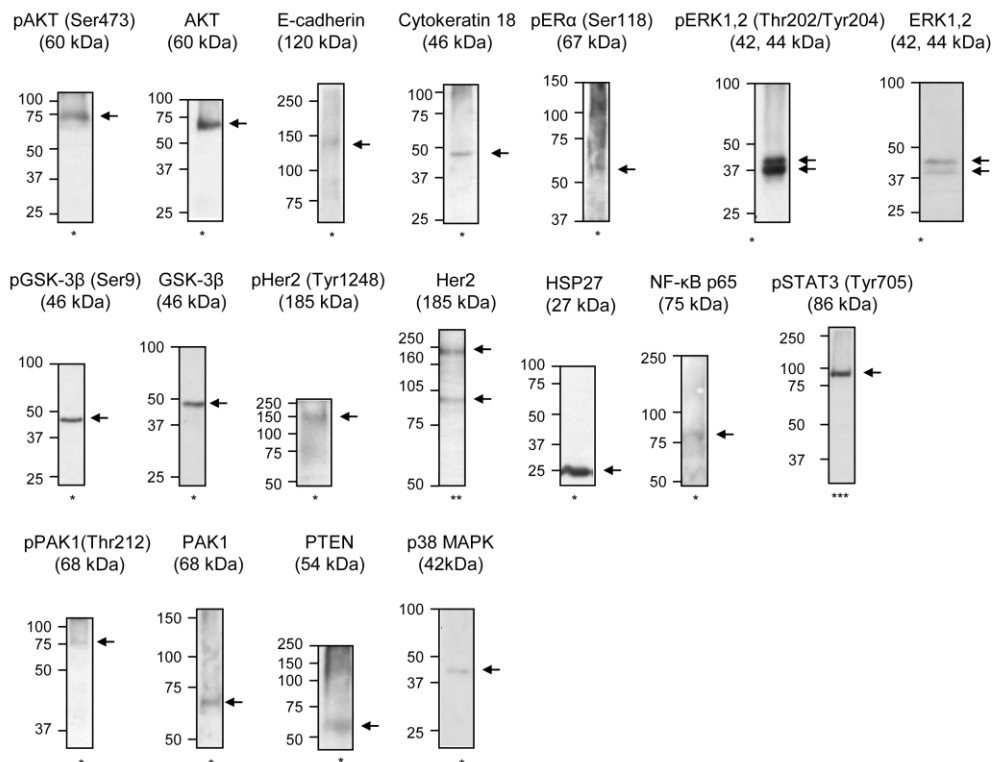 pAKT (Ser473) AKT E-cadherin Cytokeratin 18 pERα (Ser118) pERK1,2 (Thr202/Tyr204) ERK1,2
(60 kDa) (60 kDa) (120 kDa) (46 kDa) (67 kDa) (42, 44 kDa) (42, 44 kDa)
100 75 50 37 25
100 75 50 37 25
250 150 100 75
100 75 50 37 25
150 100 75 50 37
100 50 37 25
100 50 37 25
* * * * * * *
pGSK-3β (Ser9) GSK-3β pHer2 (Tyr1248) Her2 HSP27 NF-κB p65 pSTAT3 (Tyr705)
(46 kDa) (46 kDa) (185 kDa) (185 kDa) (27 kDa) (75 kDa) (86 kDa)
100 50 37 25
100 50 37 25
250 150 100 75 50
250 160 105 75 50
100 75 50 37 25
250 100 75 50
250 100 75 50 37
* * * ** * * ***
pPAK1(Thr212) PAK1 PTEN p38 MAPK
(68 kDa) (68 kDa) (54 kDa) (42kDa)
100 75 50 37
150 100 75 50
250 150 100 75 50
100 50 37 25
* * * *